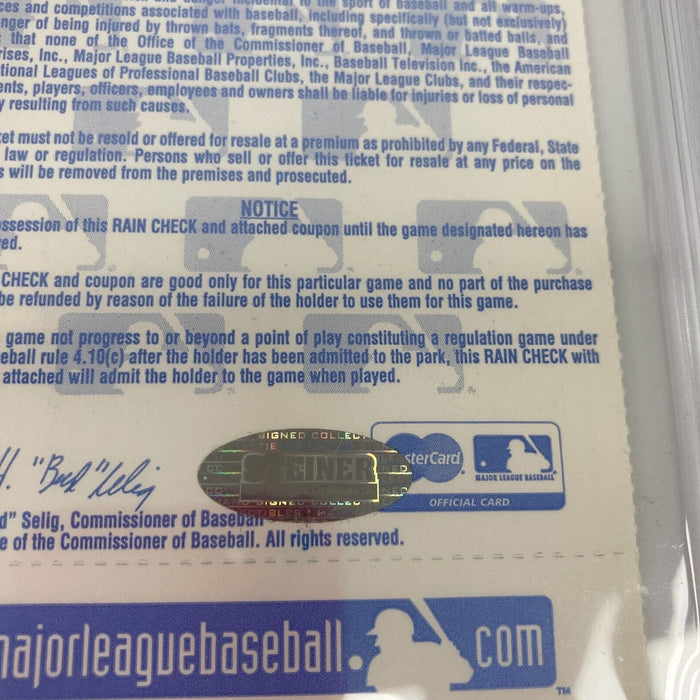 ces and competitions associated with baseball, including specifically (but not exclusively)
nger of being injured by thrown bats, fragments thereof, and thrown or batted balls, and
that none of the Office of the Commissioner of Baseball, Major League Baseball
rises, Inc., Major League Baseball Properties, Inc., Baseball Television Inc., the American
tional Leagues of Professional Baseball Clubs, the Major League Clubs, and their respec-
ents, players, officers, employees and owners shall be liable for injuries or loss of personal
y resulting from such causes.
ket must not be resold or offered for resale at a premium as prohibited by any Federal, State
law or regulation. Persons who sell or offer this ticket for resale at any price on the
s will be removed from the premises and prosecuted.
NOTICE
ssession of this RAIN CHECK and attached coupon until the game designated hereon has
ed.
CHECK and coupon are good only for this particular game and no part of the purchase
be refunded by reason of the failure of the holder to use them for this game.
game not progress to or beyond a point of play constituting a regulation game under
eball rule 4.10(c) after the holder has been admitted to the park, this RAIN CHECK with
attached will admit the holder to the game when played.
H. "Bud" Selig
SIGNED COLLECT
STEINER
SIGNED COLLEC
sterCard
MAJOR LEAGUE BASEBALL
OFFICIAL CARD
d" Selig, Commissioner of Baseball
e of the Commissioner of Baseball. All rights reserved.
majorleaguebaseball.com
TM